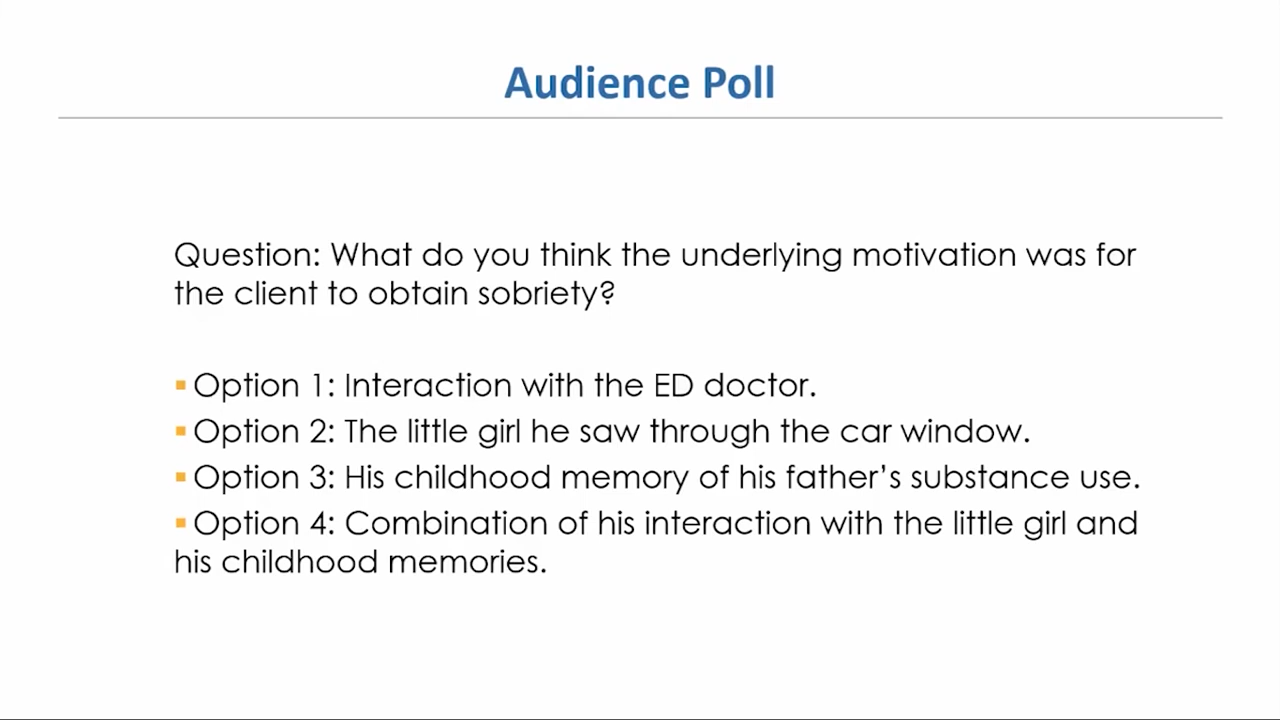 Audience Poll
Question: What do you think the underlying motivation was for
the client to obtain sobriety?
▪ Option 1: Interaction with the ED doctor.
▪ Option 2: The little girl he saw through the car window.
▪ Option 3: His childhood memory of his father’s substance use.
▪ Option 4: Combination of his interaction with the little girl and
his childhood memories.